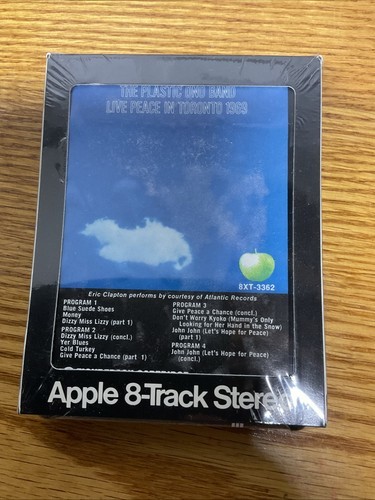 THE PLASTIC ONO BAND
LIVE PEACE IN TORONTO 1969
8XT-3362
Eric Clapton performs by courtesy of Atlantic Records
PROGRAM 1
Blue Suede Shoes
Money
Dizzy Miss Lizzy (part 1)
PROGRAM 2
Dizzy Miss Lizzy (concl.)
Yer Blues
Cold Turkey
Give Peace a Chance (part 1)
PROGRAM 3
Give Peace a Chance (concl.)
Don't Worry Kyoko (Mummy's Only
Looking for Her Hand in the Snow)
John John (Let's Hope for Peace)
(part 1)
PROGRAM 4
John John (Let's Hope for Peace)
(concl.)
Apple 8-Track Stereo